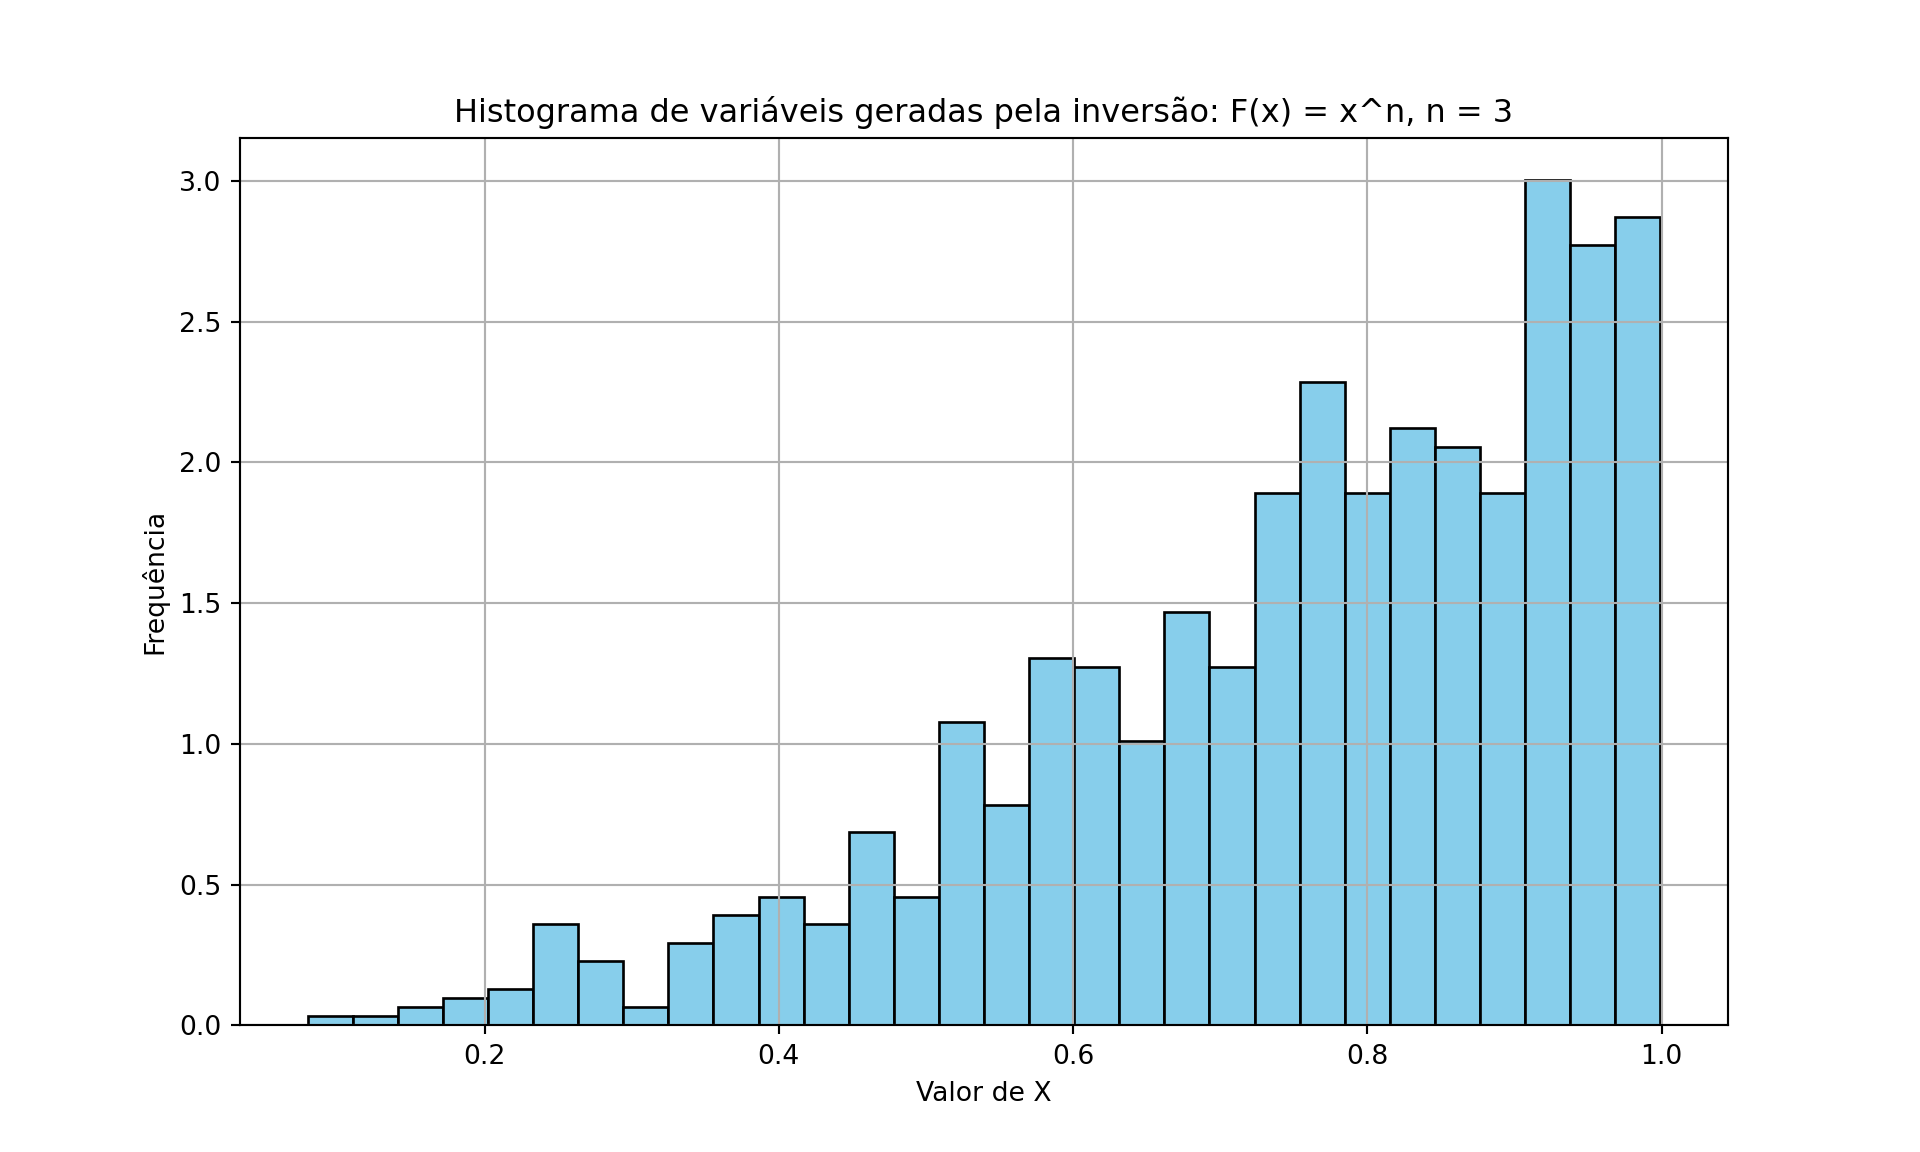 Histograma de variáveis geradas pela inversão: F(x) = x^n, n = 3
3.0
2.5
2.0
1.5
1.0
0.5
0.0
Frequência
0.2 0.4 0.6 0.8 1.0
Valor de X